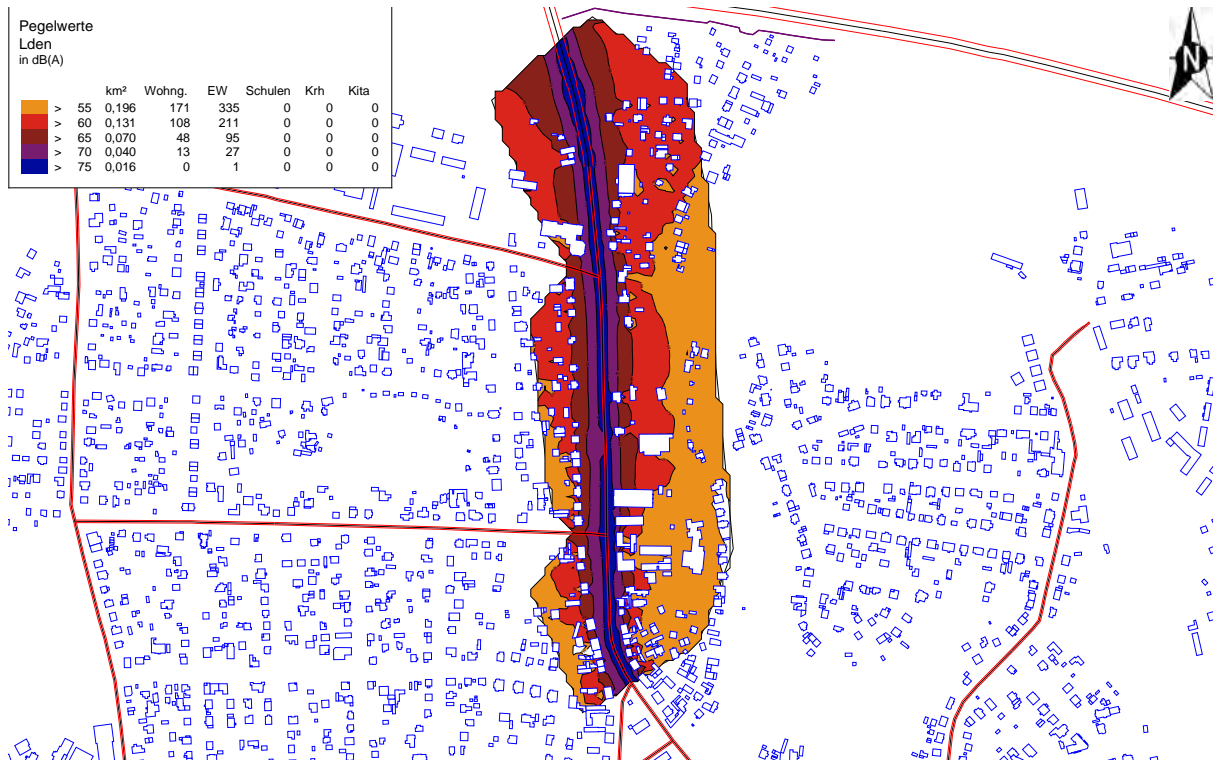 Pegelwerte
Lden
in dB(A)
km² Wohng. EW Schulen Krh Kita
> 55 0,196 171 335 0 0 0
> 60 0,131 108 211 0 0 0
> 65 0,070 48 95 0 0 0
> 70 0,040 13 27 0 0 0
> 75 0,016 0 1 0 0 0
N